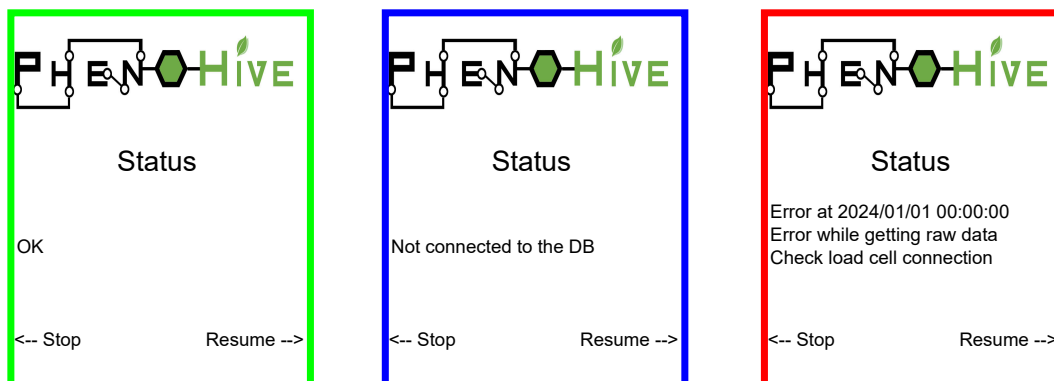 PHENOHIVE
Status
OK
<-- Stop Resume -->
PHENOHIVE
Status
Not connected to the DB
<-- Stop Resume -->
PHENOHIVE
Status
Error at 2024/01/01 00:00:00
Error while getting raw data
Check load cell connection
<-- Stop Resume -->